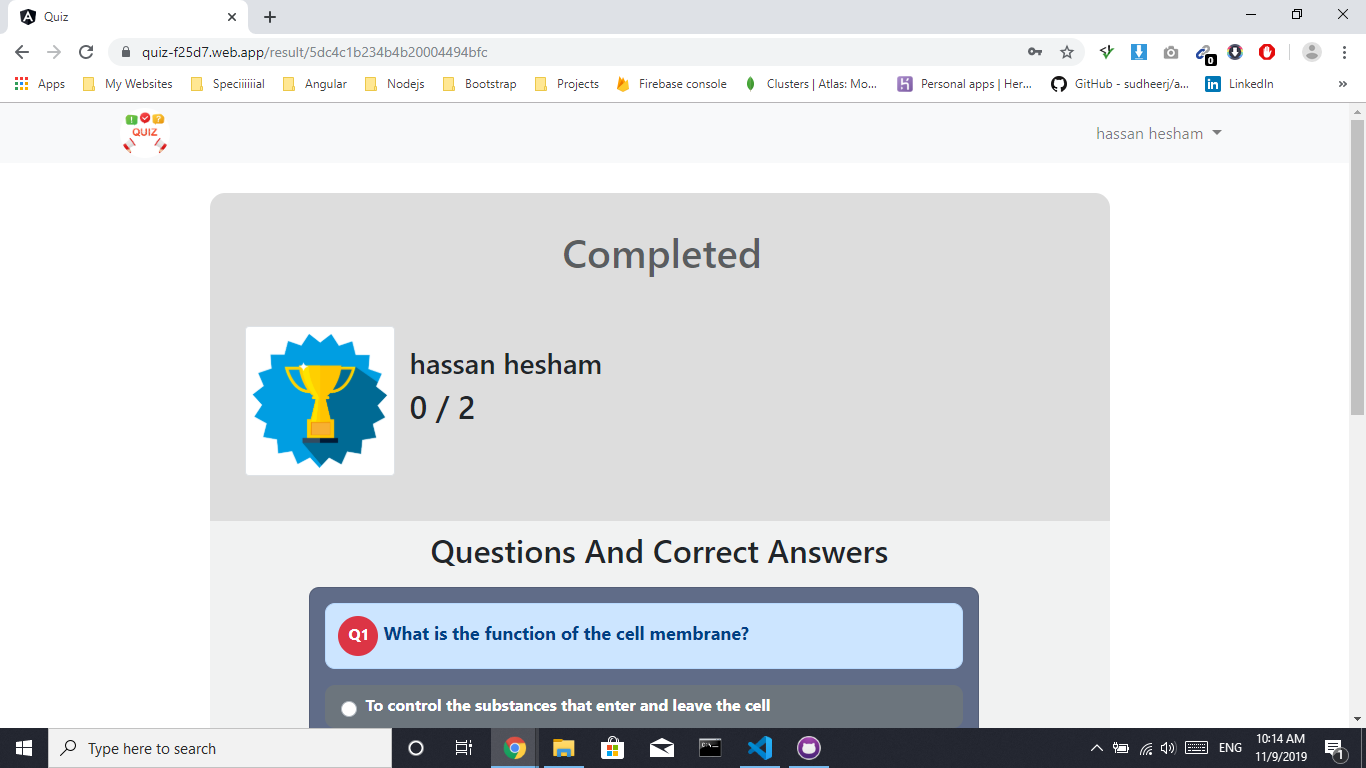 Quiz
quiz-f25d7.web.app/result/5dc4c1b234b4b20004494bfc
0
Apps My Websites Speciiiiiial Angular Nodejs Bootstrap Projects Firebase console Clusters | Atlas: Mo... Personal apps | Her... GitHub - sudheerj/a... LinkedIn »
! ?
QUIZ
hassan hesham
Completed
hassan hesham
0 / 2
Questions And Correct Answers
Q1 What is the function of the cell membrane?
To control the substances that enter and leave the cell
Type here to search
ENG
10:14 AM
11/9/2019
1